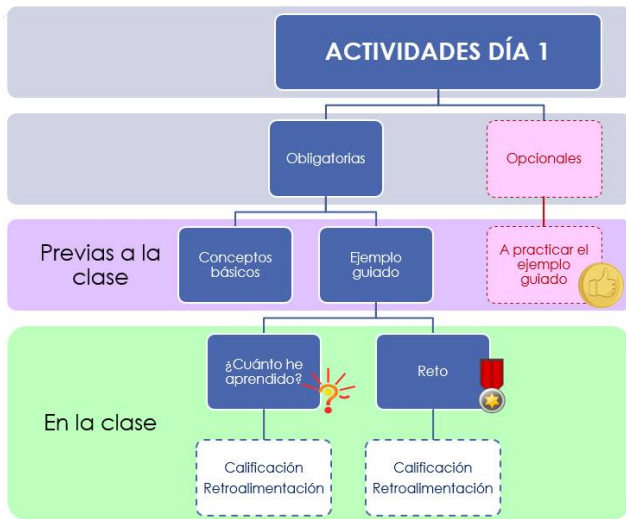 ACTIVIDADES DÍA 1
Obligatorias
Opcionales
Previas a la
clase
Conceptos
básicos
Ejemplo
guiado
A practicar el
ejemplo
guiado
En la clase
¿Cuánto he
aprendido?
Reto
Calificación
Retroalimentación
Calificación
Retroalimentación